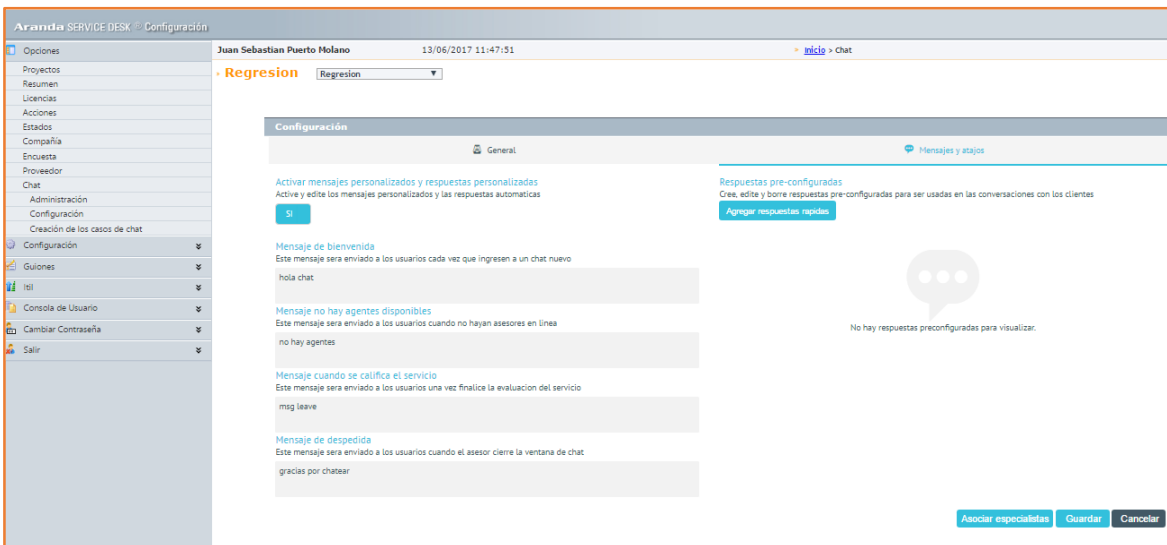 Aranda SERVICE DESK ® Configuración
Opciones
Proyectos
Resumen
Licencias
Acciones
Estados
Compañía
Encuesta
Proveedor
Chat
Administración
Configuración
Creación de los casos de chat
Configuración
Guiones
Itil
Consola de Usuario
Cambiar Contraseña
Salir
Juan Sebastian Puerto Molano 13/06/2017 11:47:51 Inicio > Chat
Regresion Regresion
Configuración
General Mensajes y atajos
Activar mensajes personalizados y respuestas personalizadas
Active y edite los mensajes personalizados y las respuestas automaticas
SI
Mensaje de bienvenida
Este mensaje sera enviado a los usuarios cada vez que ingresen a un chat nuevo
hola chat
Mensaje no hay agentes disponibles
Este mensaje sera enviado a los usuarios cuando no hayan asesores en linea
no hay agentes
Mensaje cuando se califica el servicio
Este mensaje sera enviado a los usuarios una vez finalice la evaluacion del servicio
msg leave
Mensaje de despedida
Este mensaje sera enviado a los usuarios cuando el asesor cierre la ventana de chat
gracias por chatear
Respuestas pre-configuradas
Cree, edite y borre respuestas pre-configuradas para ser usadas en las conversaciones con los clientes
Agregar respuestas rapidas
No hay respuestas preconfiguradas para visualizar.
Asociar especialistas Guardar Cancelar